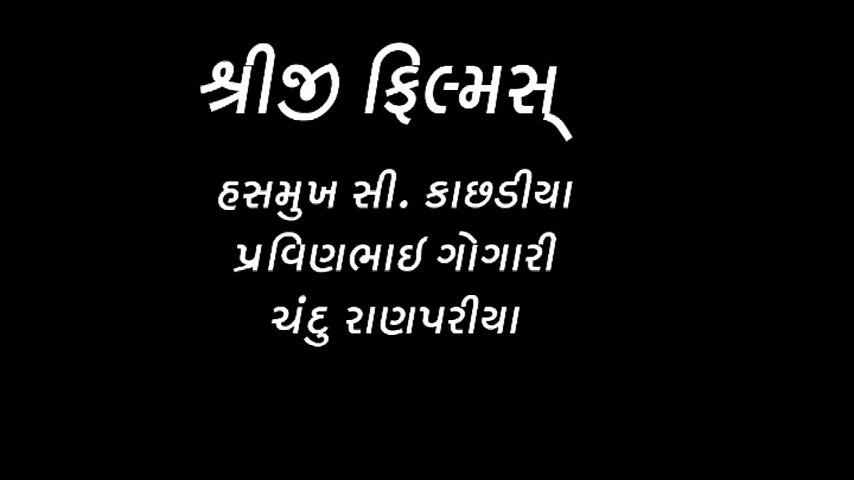 શ્રીજી ફિલ્મસ્
હસમુખ સી. કાછડીયા
પ્રવિણભાઇ ગોગારી
ચંદુ રાણપરીયા